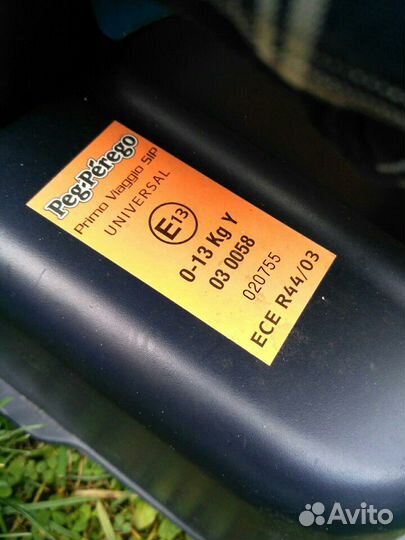 Peg-Pérego
Primo Viaggio SIP
UNIVERSAL
E13
0-13 Kg Y
03 0058
020755
ECE R44/03
Avito